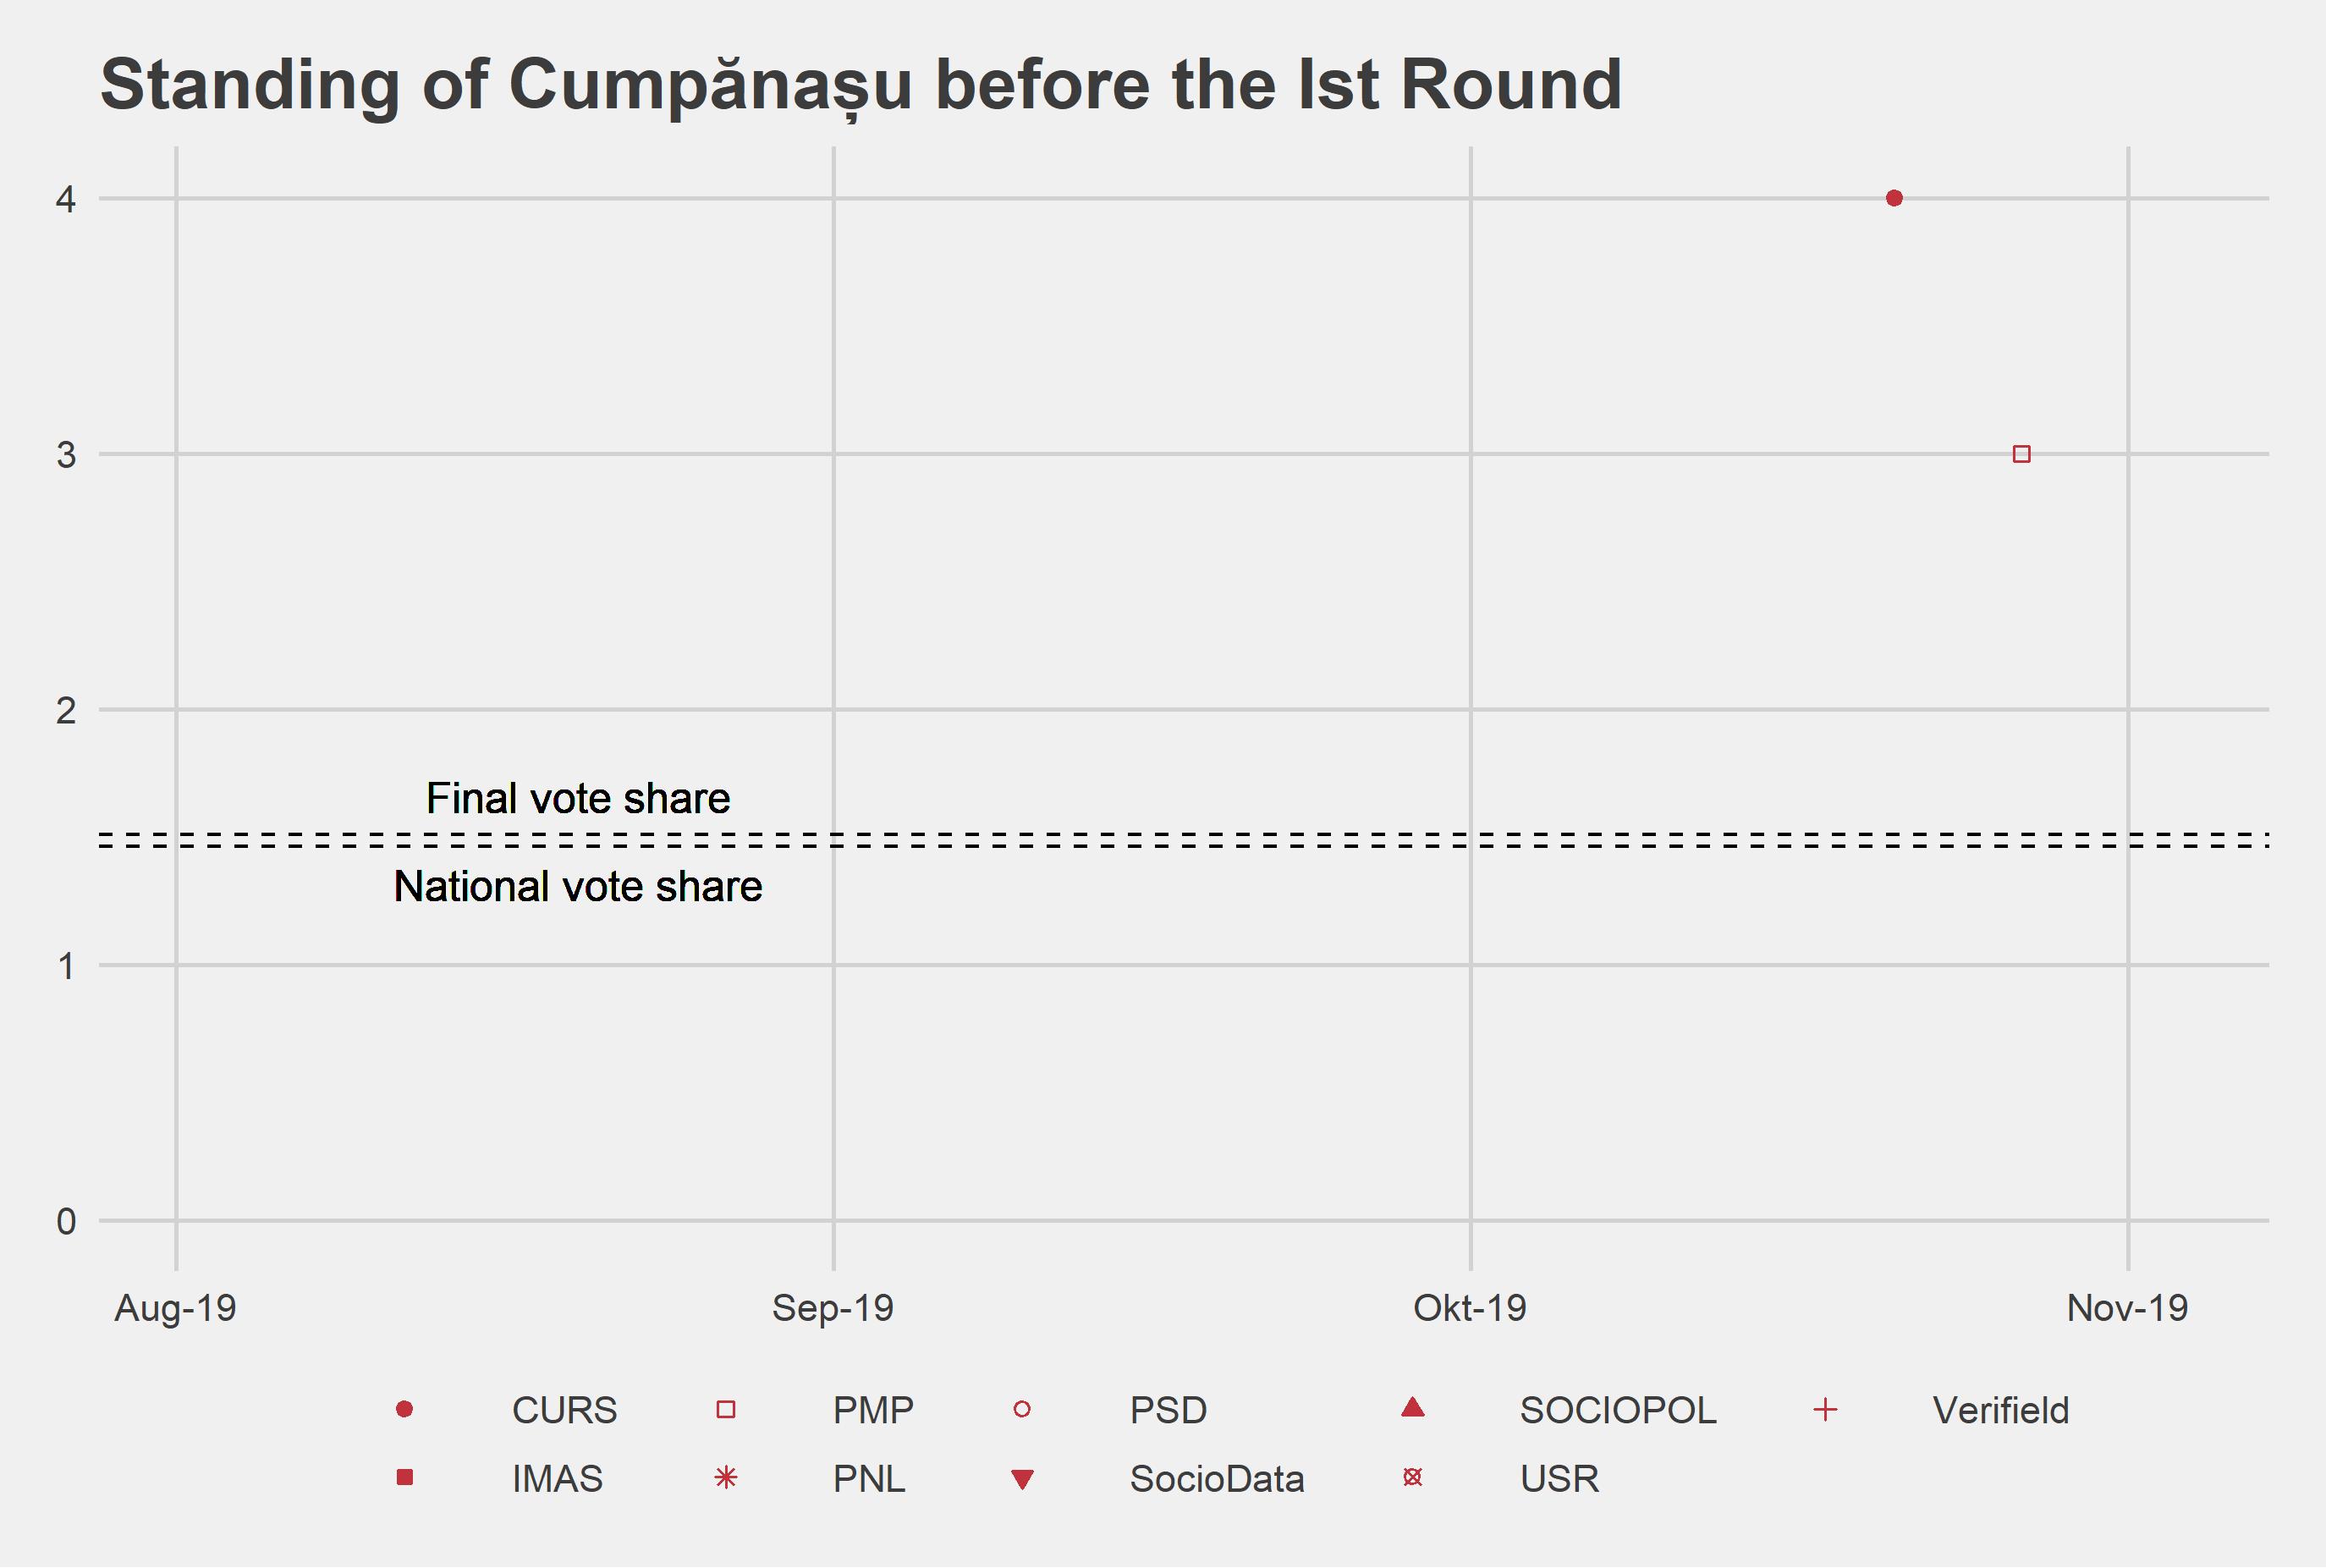 Standing of Cumpănașu before the Ist Round
4
3
2
Final vote share
National vote share
1
0
Aug-19 Sep-19 Okt-19 Nov-19
CURS PMP PSD SOCIOPOL Verifield
IMAS PNL SocioData USR